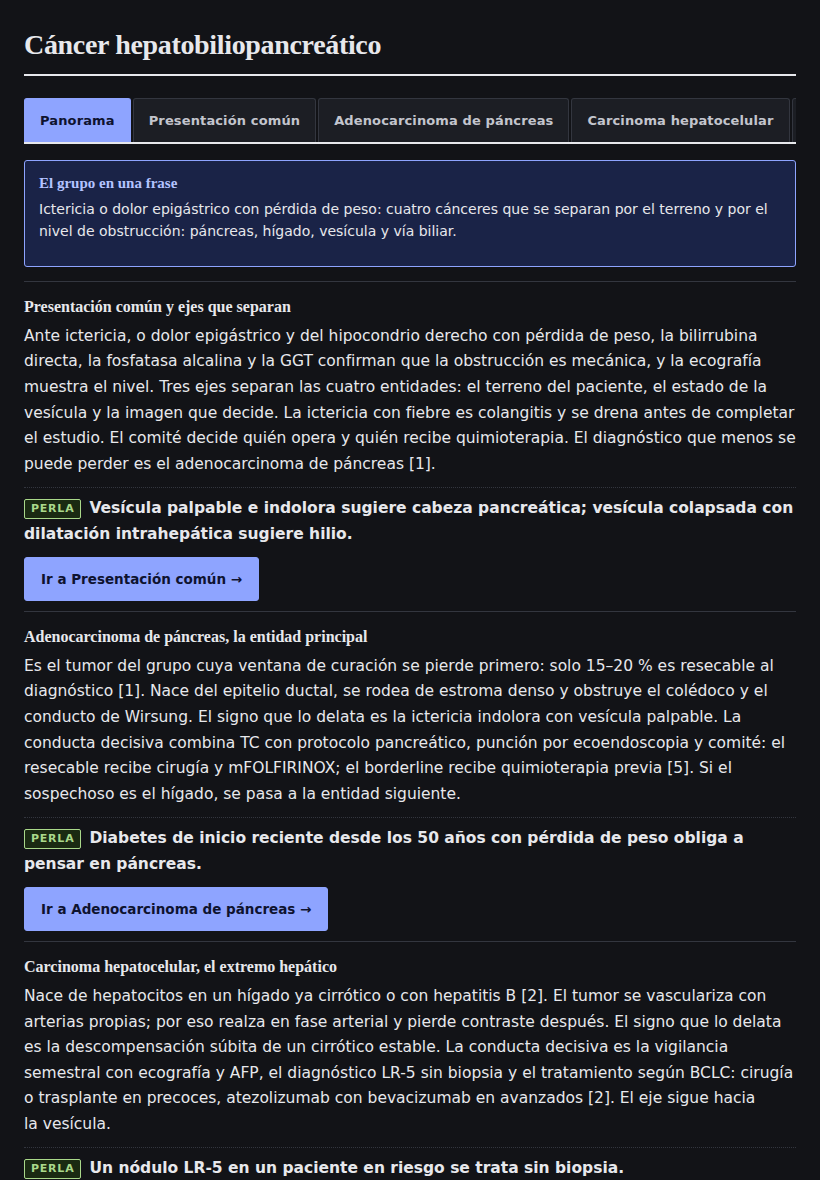 Cáncer hepatobiliopancreático
Panorama
Presentación común
Adenocarcinoma de páncreas
Carcinoma hepatocelular
El grupo en una frase
Ictericia o dolor epigástrico con pérdida de peso: cuatro cánceres que se separan por el terreno y por el
nivel de obstrucción: páncreas, hígado, vesícula y vía biliar.
Presentación común y ejes que separan
Ante ictericia, o dolor epigástrico y del hipocondrio derecho con pérdida de peso, la bilirrubina
directa, la fosfatasa alcalina y la GGT confirman que la obstrucción es mecánica, y la ecografía
muestra el nivel. Tres ejes separan las cuatro entidades: el terreno del paciente, el estado de la
vesícula y la imagen que decide. La ictericia con fiebre es colangitis y se drena antes de completar
el estudio. El comité decide quién opera y quién recibe quimioterapia. El diagnóstico que menos se
puede perder es el adenocarcinoma de páncreas [1].
PERLA Vesícula palpable e indolora sugiere cabeza pancreática; vesícula colapsada con
dilatación intrahepática sugiere hilio.
Ir a Presentación común →
Adenocarcinoma de páncreas, la entidad principal
Es el tumor del grupo cuya ventana de curación se pierde primero: solo 15–20 % es resecable al
diagnóstico [1]. Nace del epitelio ductal, se rodea de estroma denso y obstruye el colédoco y el
conducto de Wirsung. El signo que lo delata es la ictericia indolora con vesícula palpable. La
conducta decisiva combina TC con protocolo pancreático, punción por ecoendoscopia y comité: el
resecable recibe cirugía y mFOLFIRINOX; el borderline recibe quimioterapia previa [5]. Si el
sospechoso es el hígado, se pasa a la entidad siguiente.
PERLA Diabetes de inicio reciente desde los 50 años con pérdida de peso obliga a
pensar en páncreas.
Ir a Adenocarcinoma de páncreas →
Carcinoma hepatocelular, el extremo hepático
Nace de hepatocitos en un hígado ya cirrótico o con hepatitis B [2]. El tumor se vasculariza con
arterias propias; por eso realza en fase arterial y pierde contraste después. El signo que lo delata
es la descompensación súbita de un cirrótico estable. La conducta decisiva es la vigilancia
semestral con ecografía y AFP, el diagnóstico LR-5 sin biopsia y el tratamiento según BCLC: cirugía
o trasplante en precoces, atezolizumab con bevacizumab en avanzados [2]. El eje sigue hacia
la vesícula.
PERLA Un nódulo LR-5 en un paciente en riesgo se trata sin biopsia.